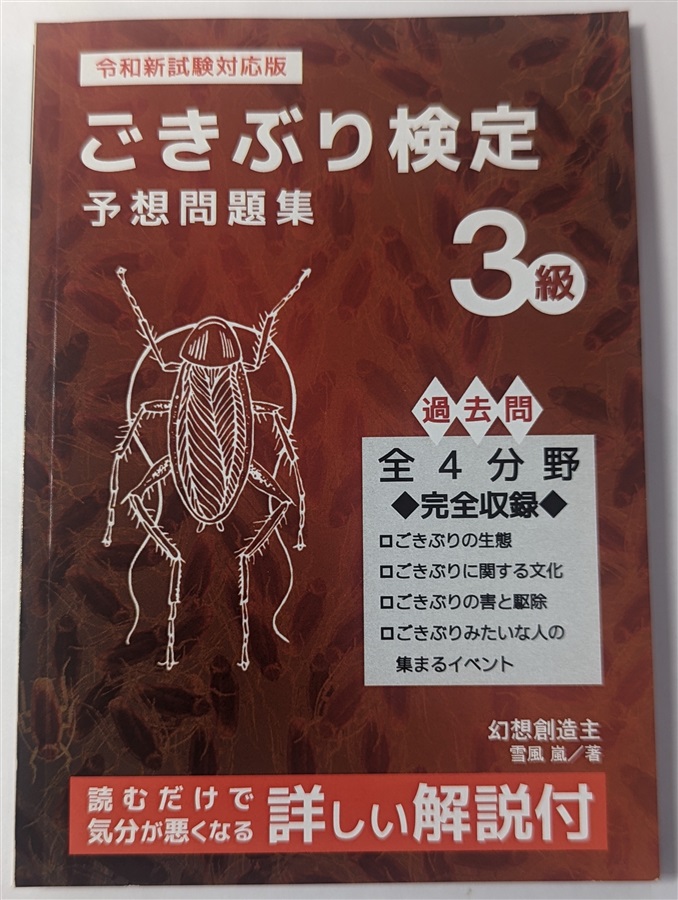 令和新試験対応版
ごきぶり検定
予想問題集
3級
過去問
全4分野
◆完全収録◆
□ごきぶりの生態
□ごきぶりに関する文化
□ごきぶりの害と駆除
□ごきぶりみたいな人の
集まるイベント
幻想創造主
雪風 嵐／著
読むだけで
気分が悪くなる
詳しい解説付